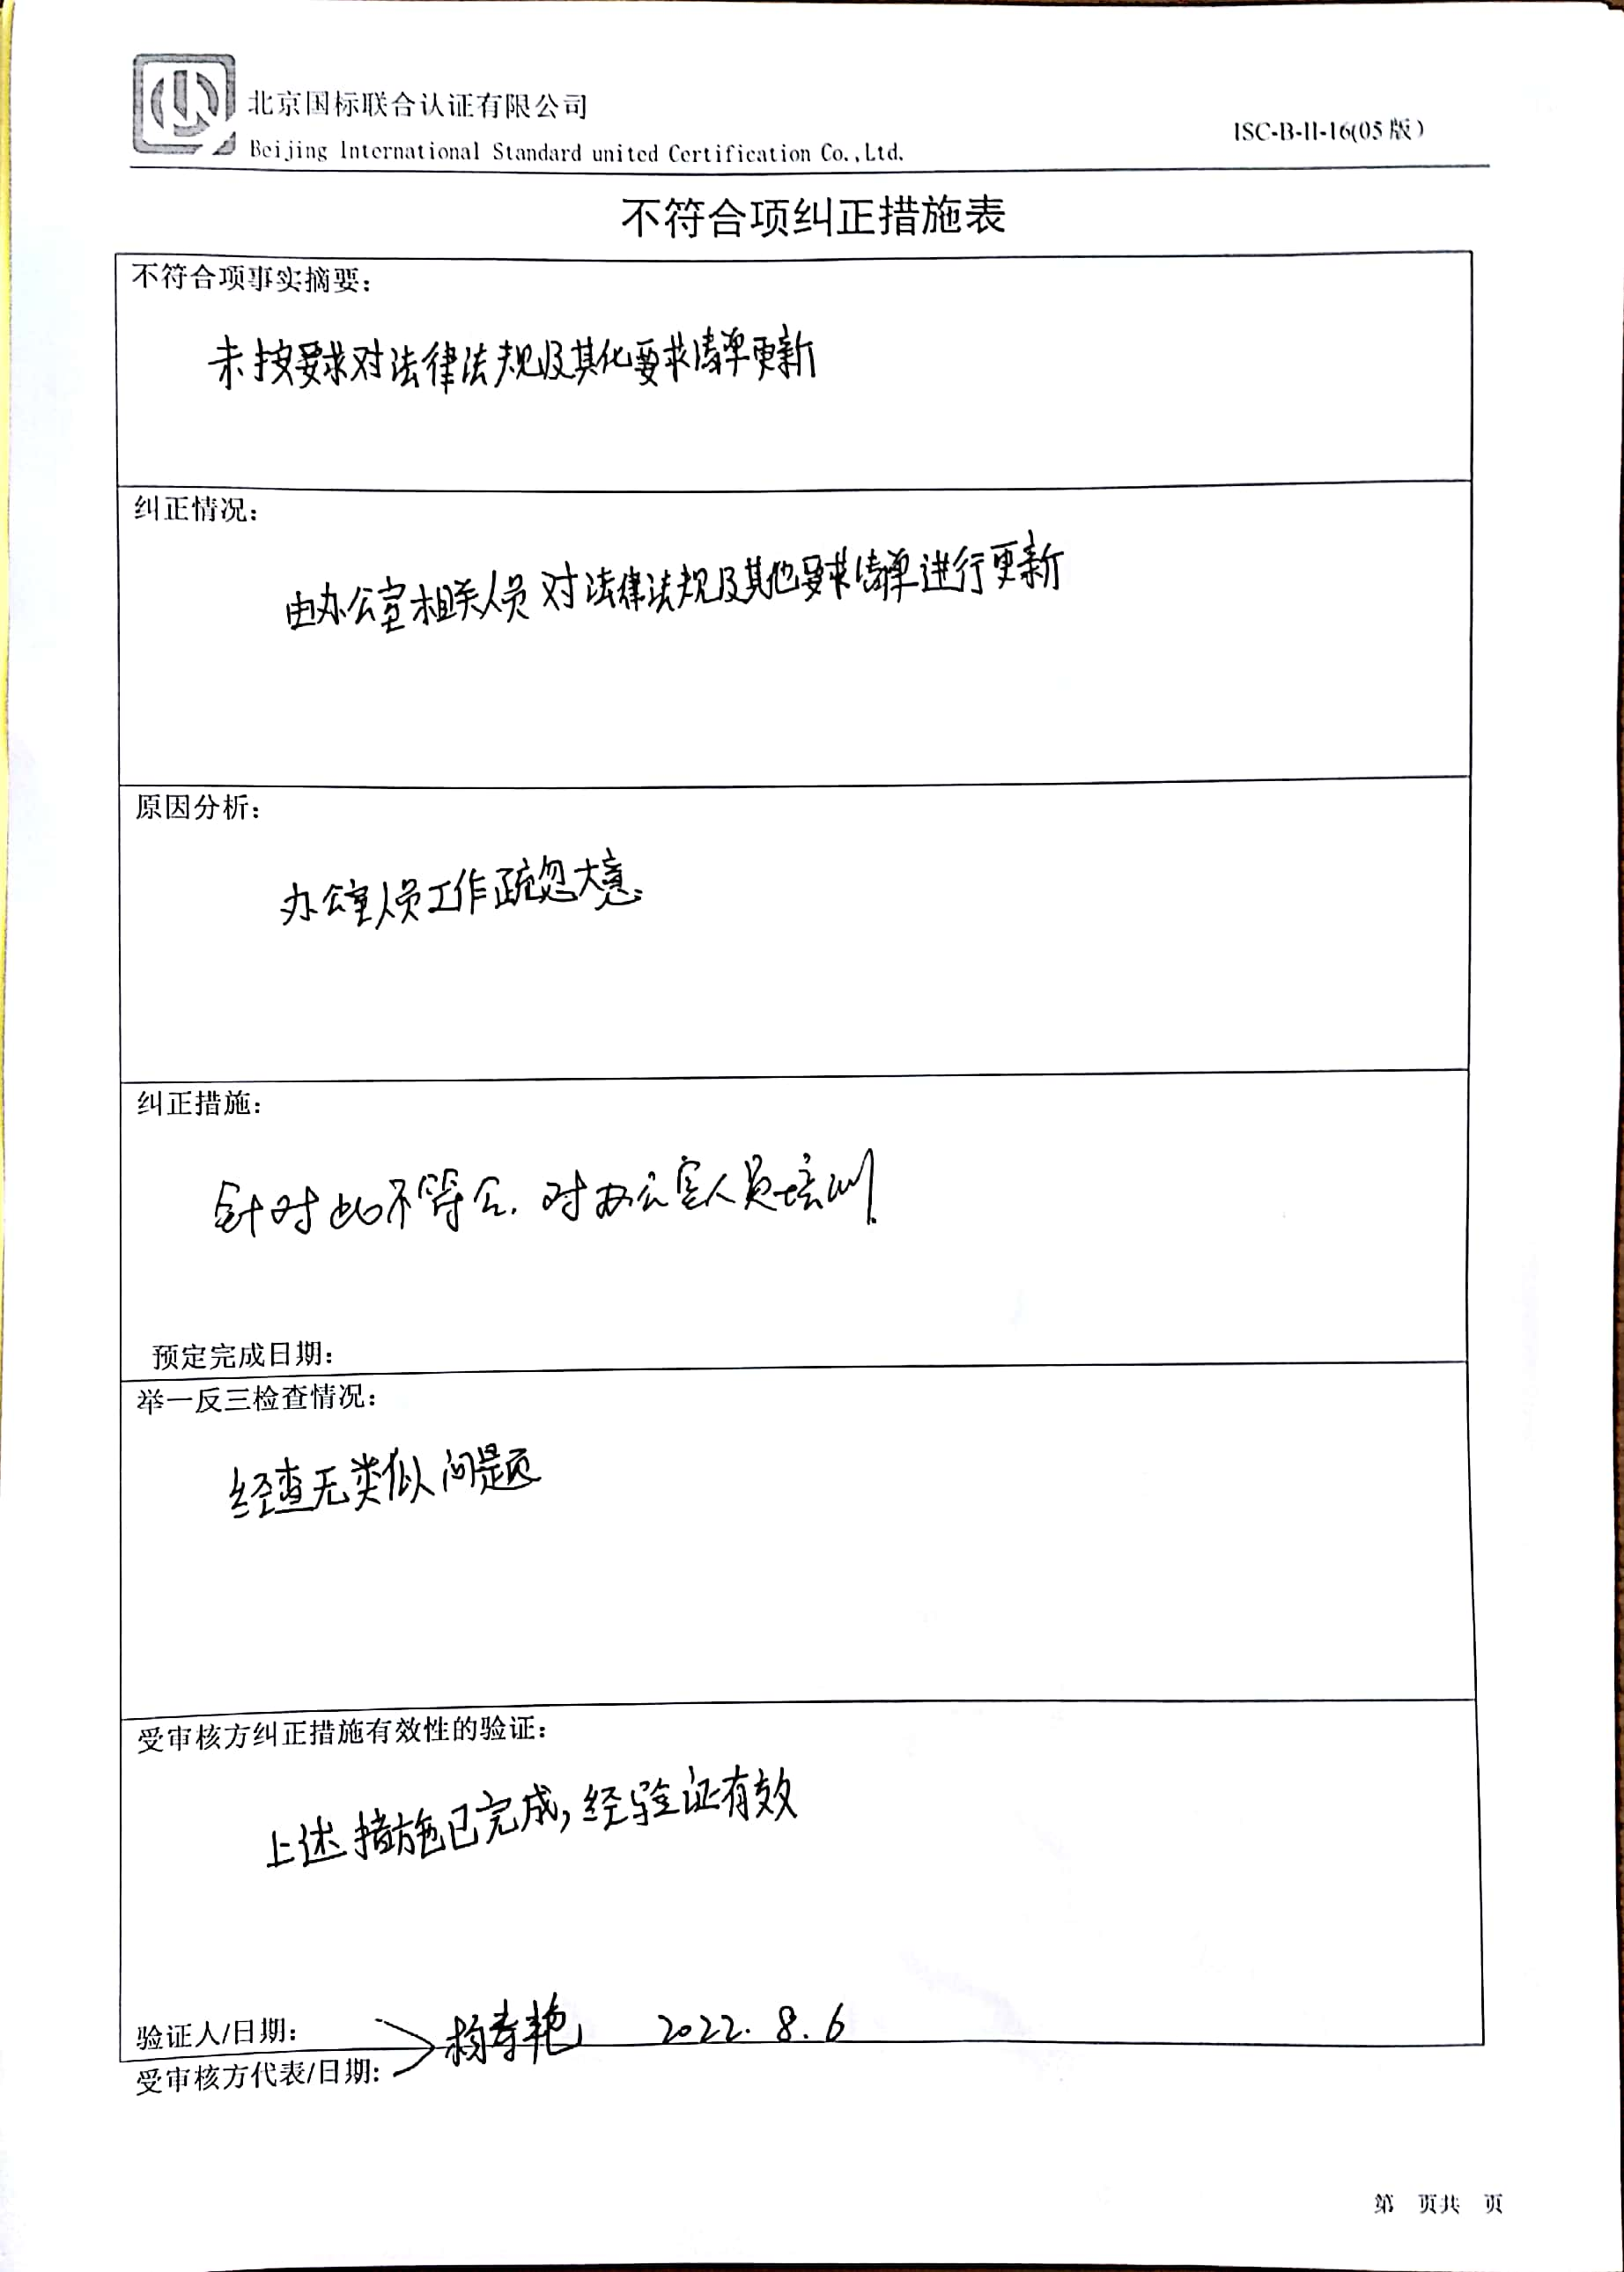 北京国标联合认证有限公司
Beijing International Standard united Certification Co.,Ltd.
ISC-B-II-16(05版)
不符合项纠正措施表
不符合项事实摘要：
未按要求对法律法规及其他要求清单更新
纠正情况：
由办公室相关人员对法律法规及其他要求清单进行更新
原因分析：
办公室人员工作疏忽大意.
纠正措施：
针对此不符合.对办公室人员培训.
预定完成日期：
举一反三检查情况：
经查无类似问题
受审核方纠正措施有效性的验证：
上述措施已完成,经验证有效
验证人/日期：
杨寿艳 2022.8.6
受审核方代表/日期:
第 页共 页